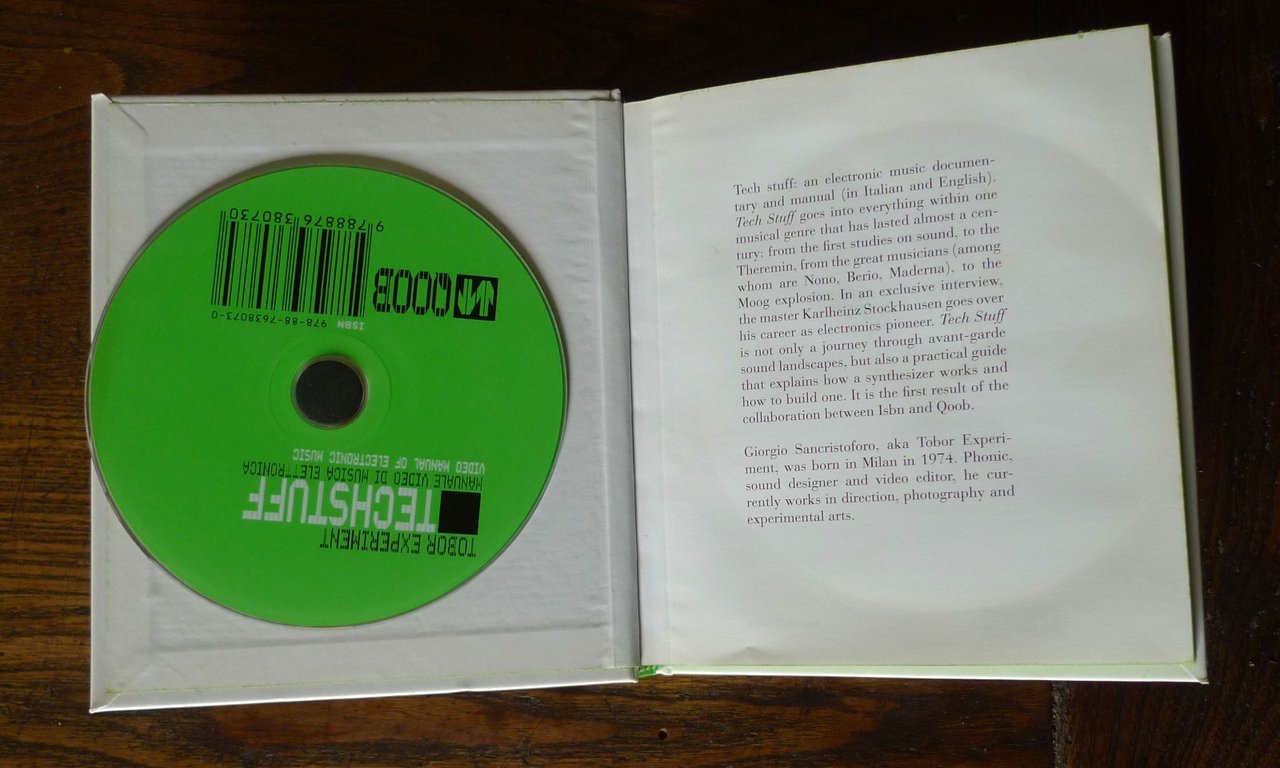 TOBOR EXPERIMENT
TECHSTUFF
MANUALE VIDEO DI MUSICA ELETTRONICA
VIDEO MANUAL OF ELECTRONIC MUSIC
ISBN 978-88-7638073-0
QOOB
9 788876 380730
Tech stuff: an electronic music documen-
tary and manual (in Italian and English).
Tech Stuff goes into everything within one
musical genre that has lasted almost a cen-
tury: from the first studies on sound, to the
Theremin, from the great musicians (among
whom are Nono, Berio, Maderna), to the
Moog explosion. In an exclusive interview,
the master Karlheinz Stockhausen goes over
his career as electronics pioneer. Tech Stuff
is not only a journey through avant-garde
sound landscapes, but also a practical guide
that explains how a synthesizer works and
how to build one. It is the first result of the
collaboration between Isbn and Qoob.
Giorgio Sancristoforo, aka Tobor Experi-
ment, was born in Milan in 1974. Phonic,
sound designer and video editor, he cur-
rently works in direction, photography and
experimental arts.